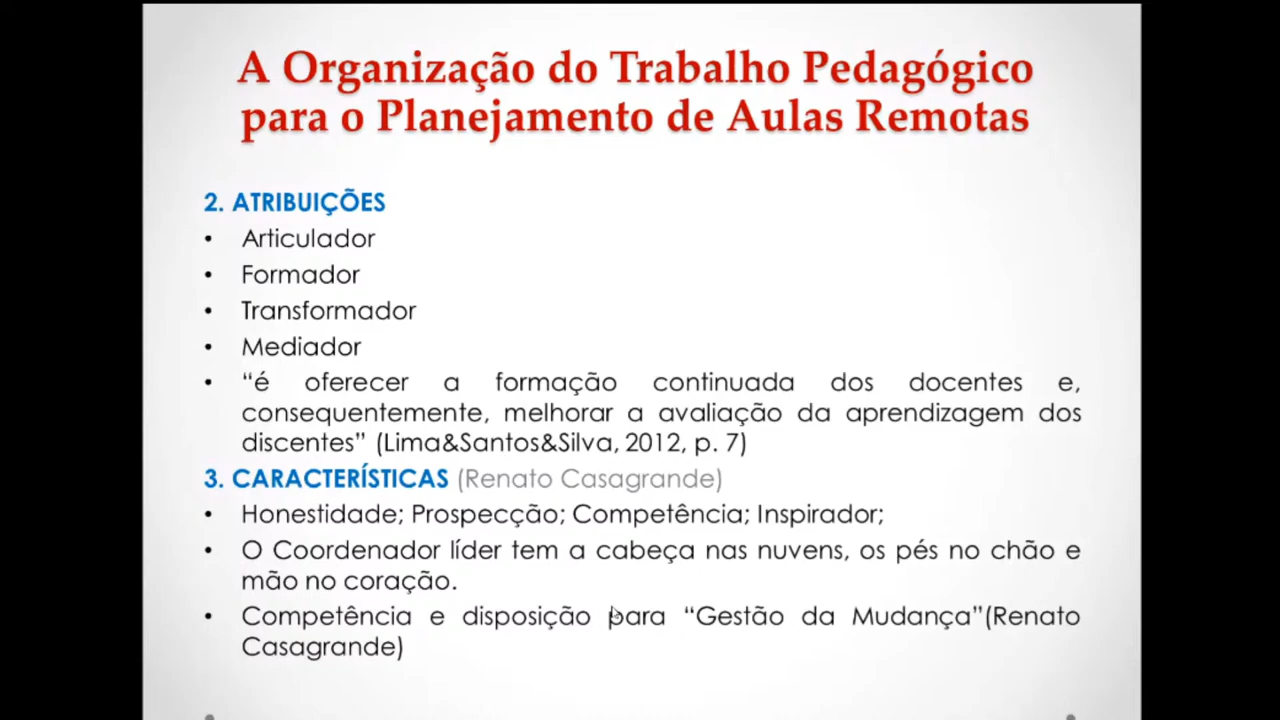 A Organização do Trabalho Pedagógico
para o Planejamento de Aulas Remotas
2. ATRIBUIÇÕES
• Articulador
• Formador
• Transformador
• Mediador
• “é oferecer a formação continuada dos docentes e,
consequentemente, melhorar a avaliação da aprendizagem dos
discentes” (Lima&Santos&Silva, 2012, p. 7)
3. CARACTERÍSTICAS (Renato Casagrande)
• Honestidade; Prospecção; Competência; Inspirador;
• O Coordenador líder tem a cabeça nas nuvens, os pés no chão e
mão no coração.
• Competência e disposição para “Gestão da Mudança”(Renato
Casagrande)